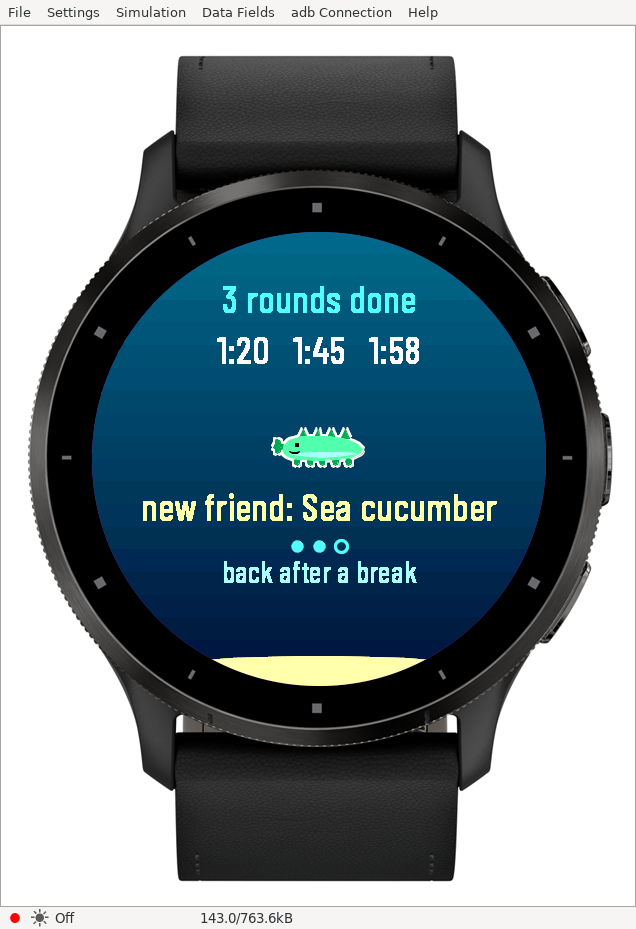 File Settings Simulation Data Fields adb Connection Help
3 rounds done
1:20 1:45 1:58
new friend: Sea cucumber
back after a break
Off 143.0/763.6kB